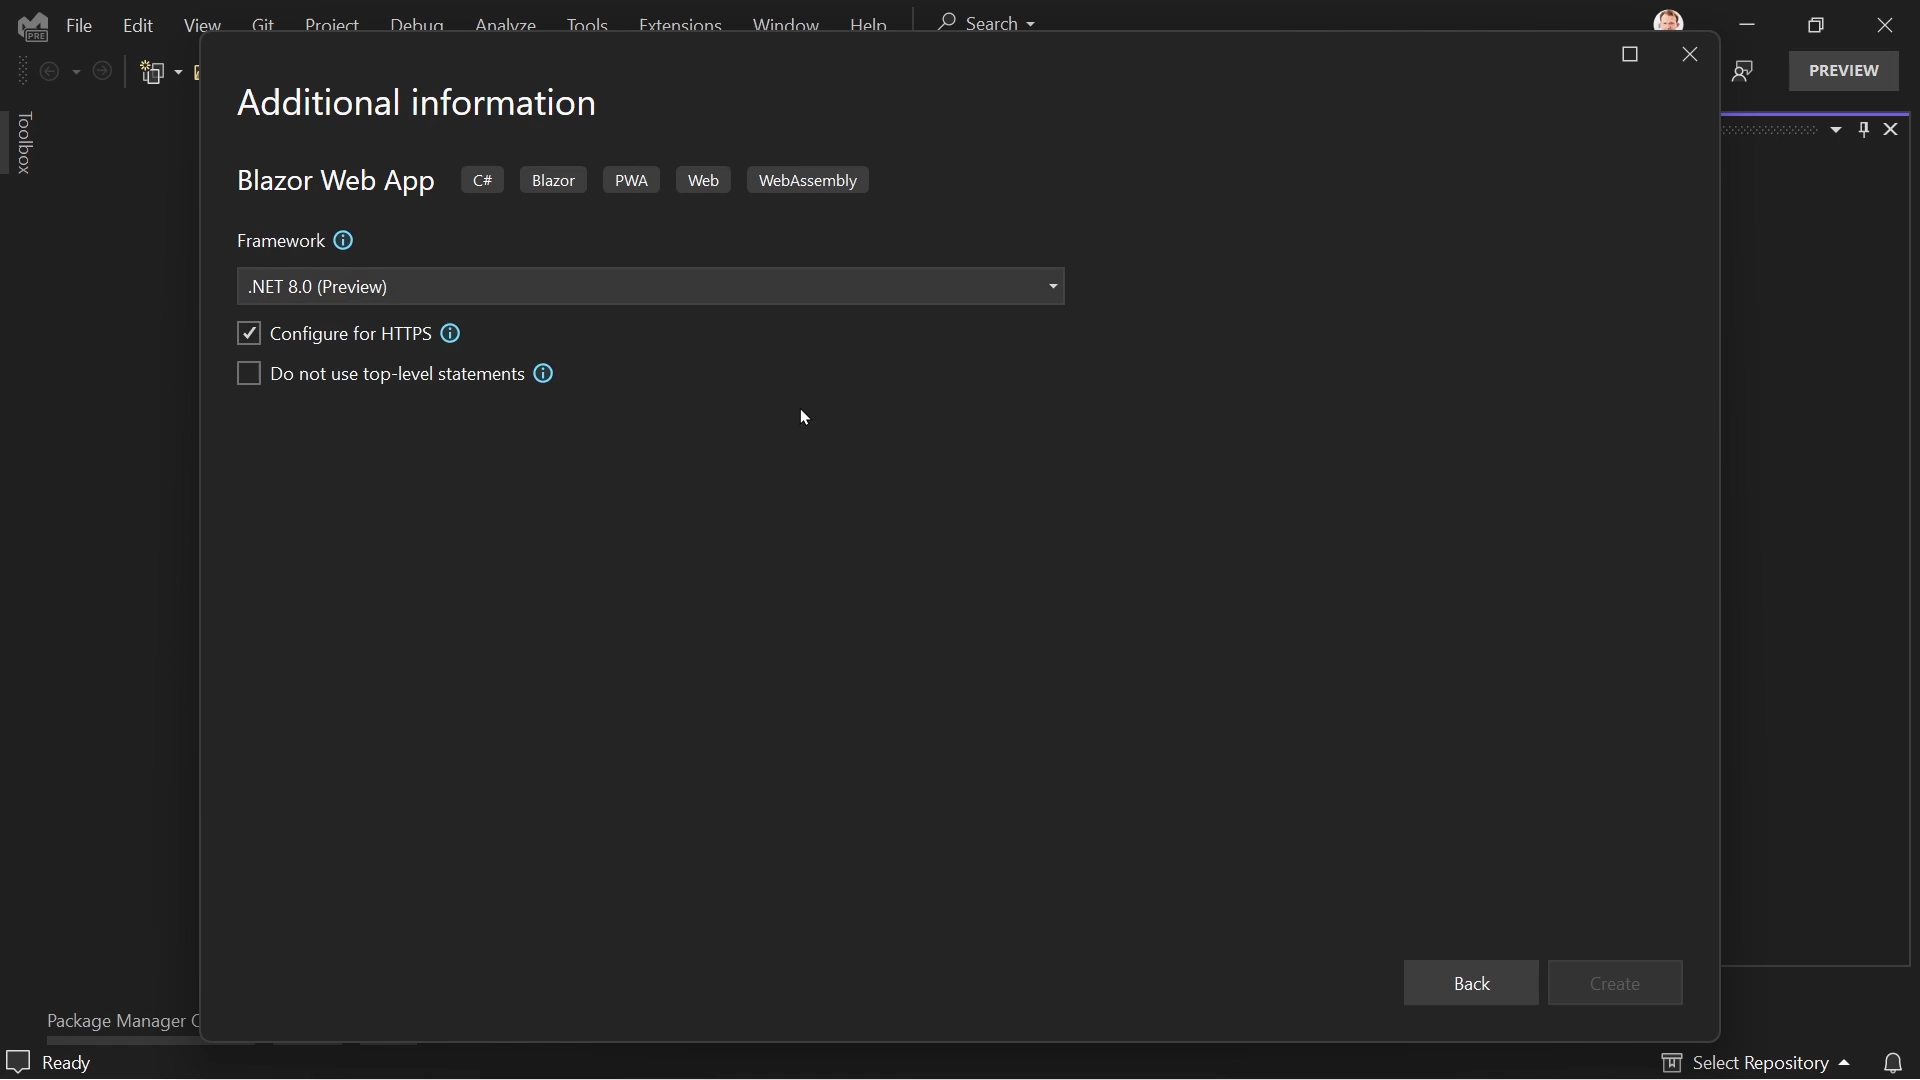 File Edit View Git Project Debug Analyze Tools Extensions Window Help Search
PRE
PREVIEW
Toolbox
Additional information
Blazor Web App C# Blazor PWA Web WebAssembly
Framework
.NET 8.0 (Preview)
Configure for HTTPS
Do not use top-level statements
Back Create
Package Manager
Ready Select Repository